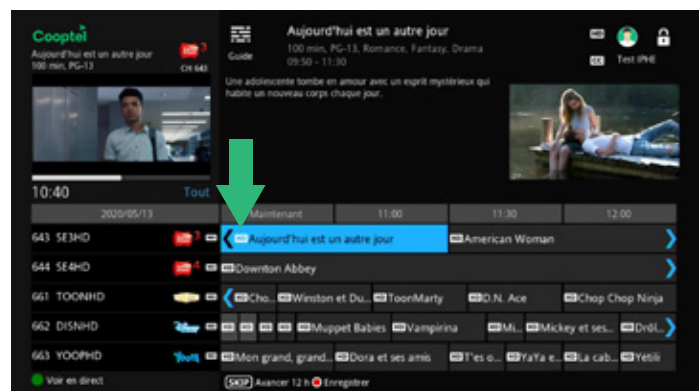 Cooptel
Aujourd'hui est un autre jour
100 min, PG-13
CH 643
Guide
Aujourd'hui est un autre jour
100 min, PG-13, Romance, Fantasy, Drama
09:50 - 11:30
HD
CC
Test IPHE
Une adolescente tombe en amour avec un esprit mystérieux qui
habite un nouveau corps chaque jour.
10:40 Tout
2020/05/13 Maintenant 11:00 11:30 12:00
643 SE3HD Aujourd'hui est un autre jour American Woman
644 SE4HD Downton Abbey
661 TOONHD Cho... Winston et Du... ToonMarty D.N. Ace Chop Chop Ninja
662 DISNHD Muppet Babies Vampirina Mi... Mickey et ses... Drôl...
663 YOOPHD Mon grand, grand... Dora et ses amis T'es o... YaYa e... La cab... Yétili
Voir en direct SKIP Avancer 12 h Enregistrer